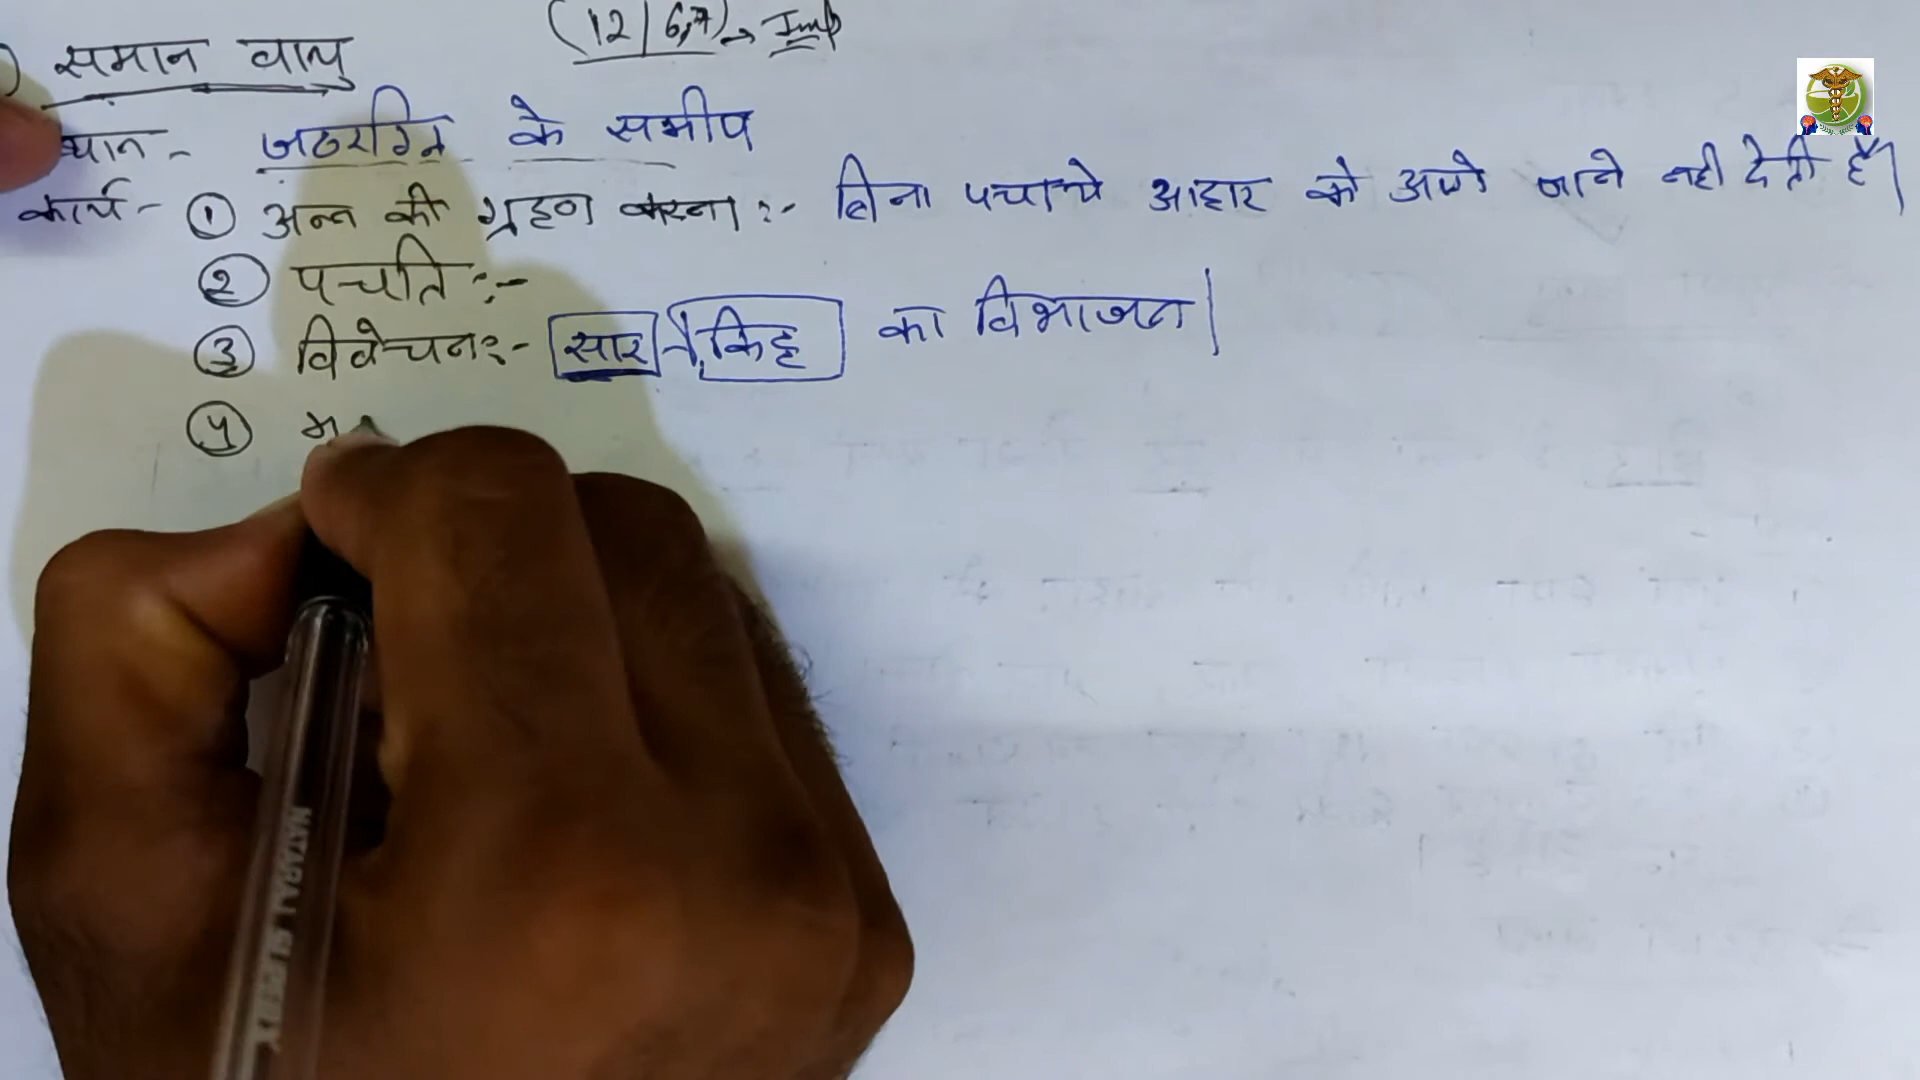 (12/6,7) → Imp
) समान वायु
स्थान - जठराग्नि के समीप
कार्य - ① अन्न को ग्रहण करना :- बिना पचाये आहार को आगे जाने नही देती है।
② पचति :-
③ विवेचन :- सार + किट्ट का विभाजन|
④
NATARAJ